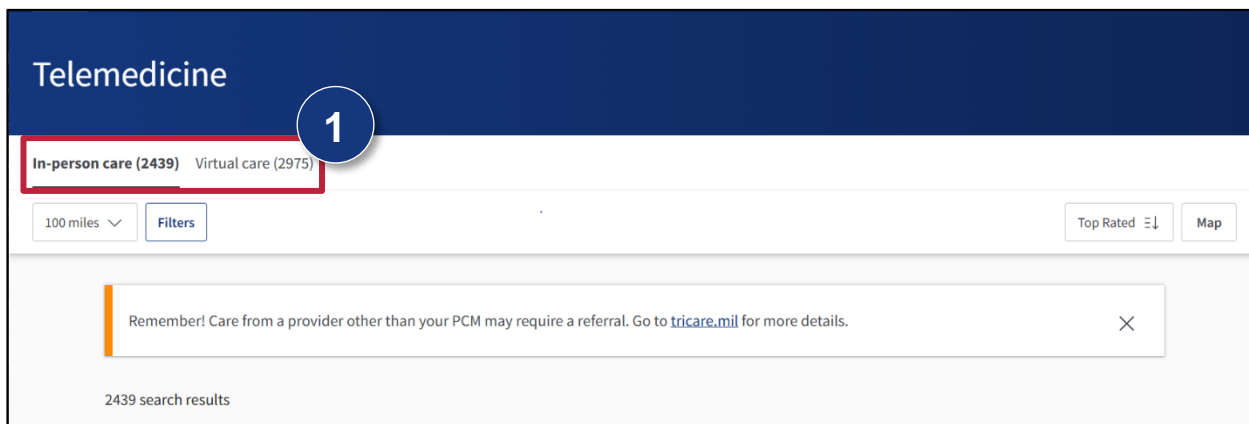 Telemedicine
1
In-person care (2439) Virtual care (2975)
100 miles Filters Top Rated Map
Remember! Care from a provider other than your PCM may require a referral. Go to tricare.mil for more details.
2439 search results